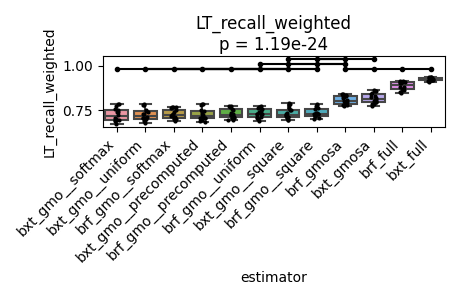 LT_recall_weighted
p = 1.19e-24
LT_recall_weighted
1.00
0.75
bxt_gmo__softmax
bxt_gmo__uniform
brf_gmo__softmax
bxt_gmo__precomputed
brf_gmo__precomputed
brf_gmo__uniform
bxt_gmo__square
brf_gmo__square
brf_gmosa
bxt_gmosa
brf_full
bxt_full
estimator